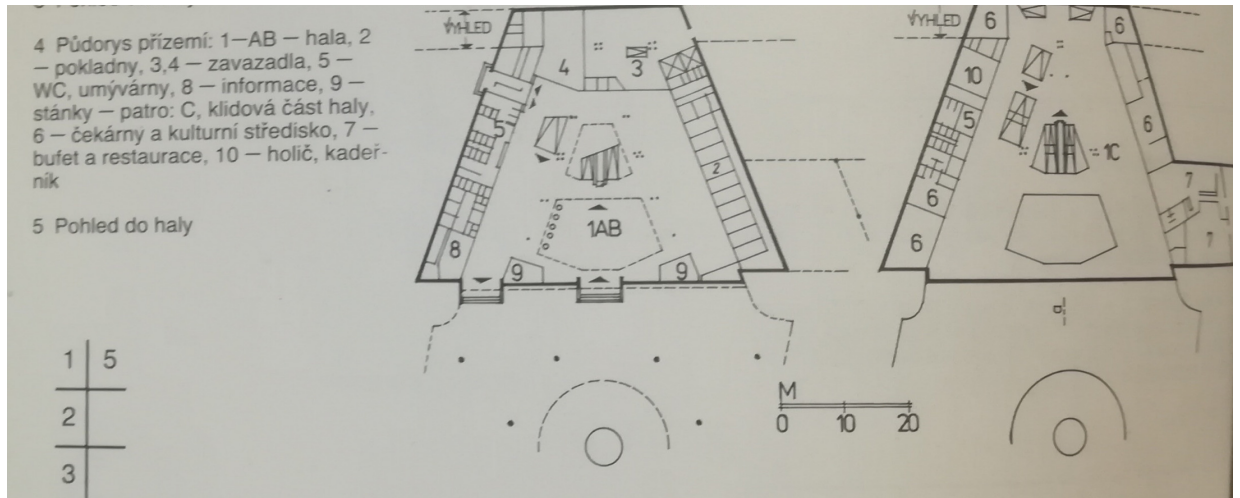 4 Půdorys přízemí: 1—AB — hala, 2
— pokladny, 3,4 — zavazadla, 5 —
WC, umývárny, 8 — informace, 9 —
stánky — patro: C, klidová část haly,
6 — čekárny a kulturní středisko, 7 —
bufet a restaurace, 10 — holič, kadeř-
ník
5 Pohled do haly
1 5
2
3
VÝHLED
4
3
5
2
1AB
8
9
9
VÝHLED
6
6
10
5
6
1C
7
6
6
7
M
0 10 20